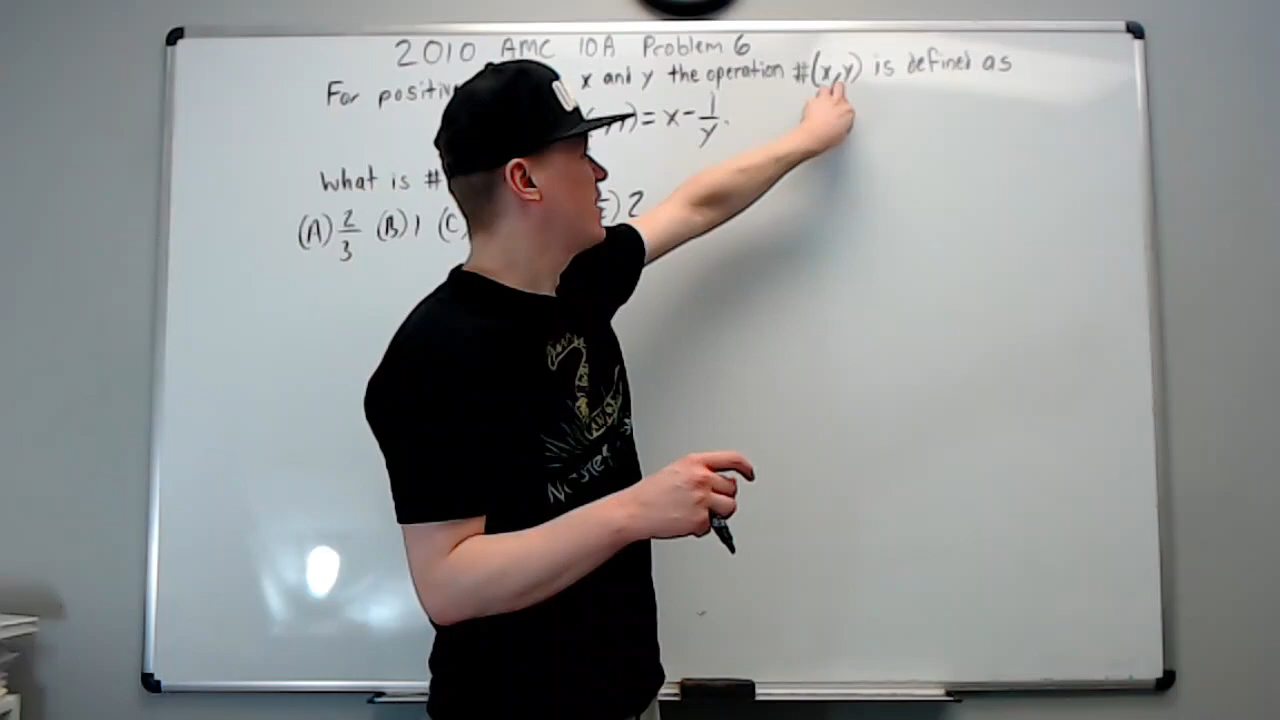 2010 AMC 10A Problem 6
For x and y the operation #(x,y) is defined as
= x - 1/y.
What is #
(A) 2/3 (B) 1 (C) 2